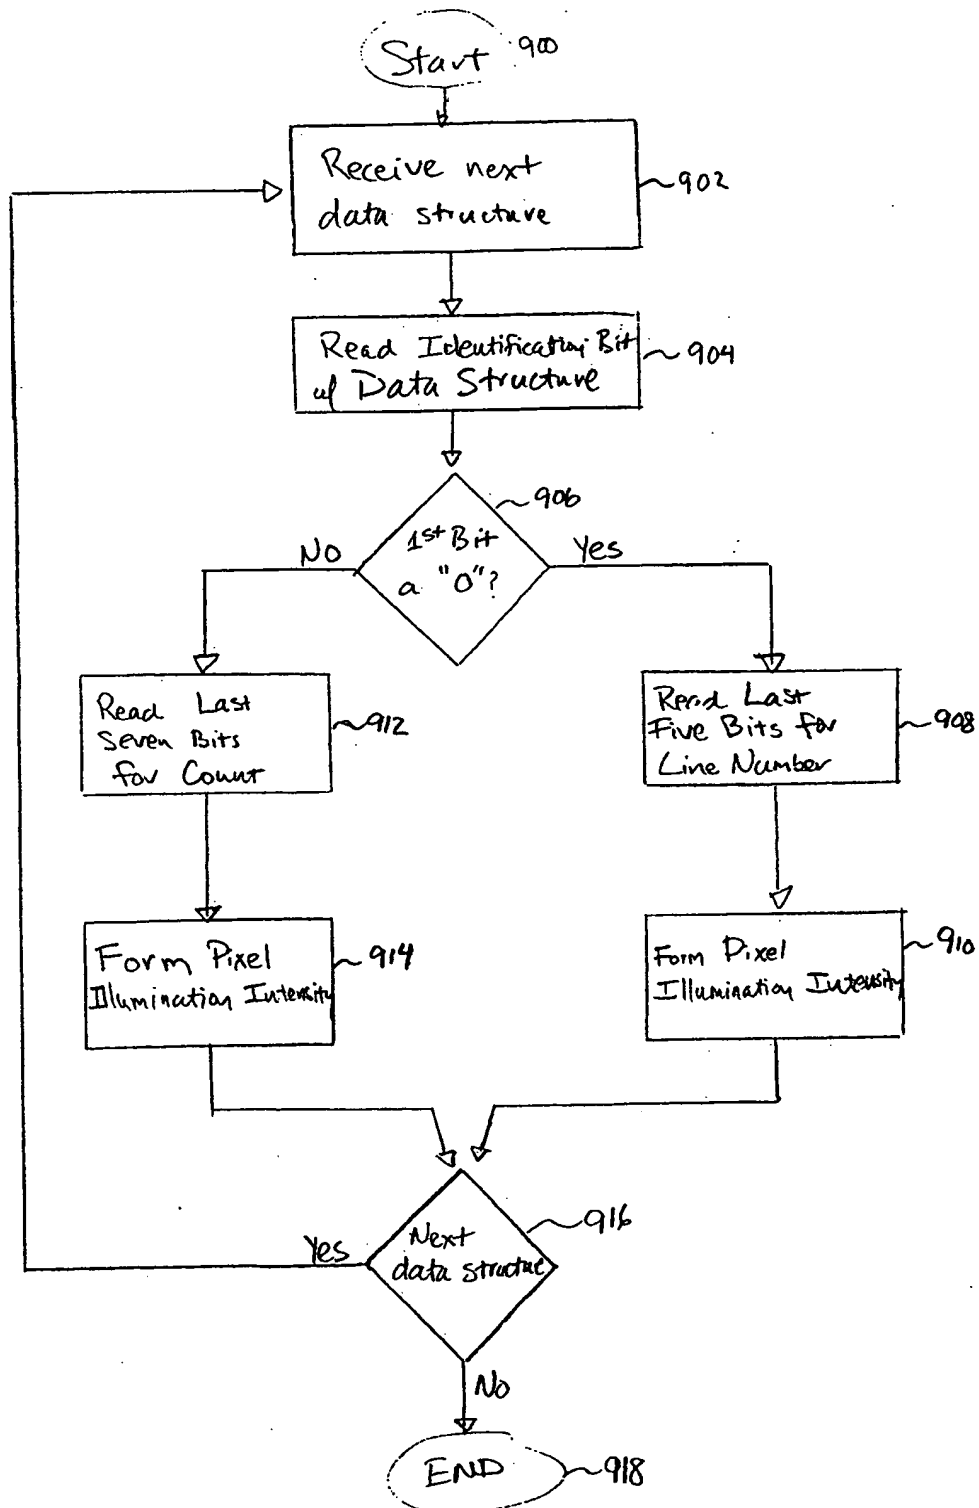 Start 900
Receive next
data structure
902
Read Identification Bit
w/ Data Structure
904
906
1st Bit
a "0"?
No
Yes
Read Last
Seven Bits
for Count
912
Read Last
Five Bits for
Line Number
908
Form Pixel
Illumination Intensity
914
Form Pixel
Illumination Intensity
910
Next
data structure
916
Yes
No
END
918